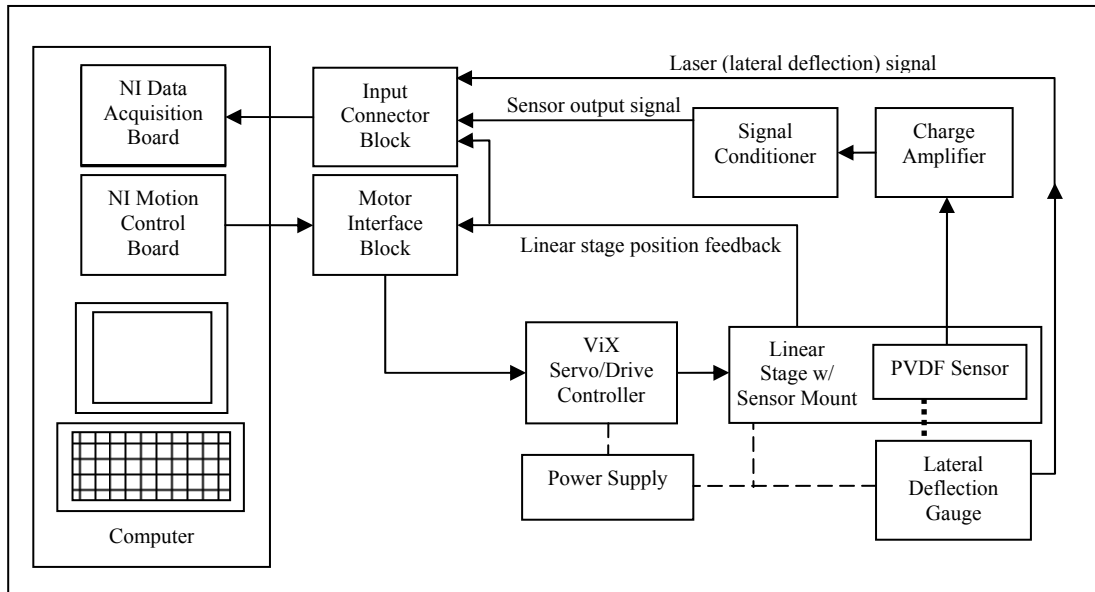 NI Data
Acquisition
Board
Input
Connector
Block
Laser (lateral deflection) signal
Sensor output signal
Signal
Conditioner
Charge
Amplifier
NI Motion
Control
Board
Motor
Interface
Block
Linear stage position feedback
ViX
Servo/Drive
Controller
Linear
Stage w/
Sensor Mount
PVDF Sensor
Power Supply
Lateral
Deflection
Gauge
Computer